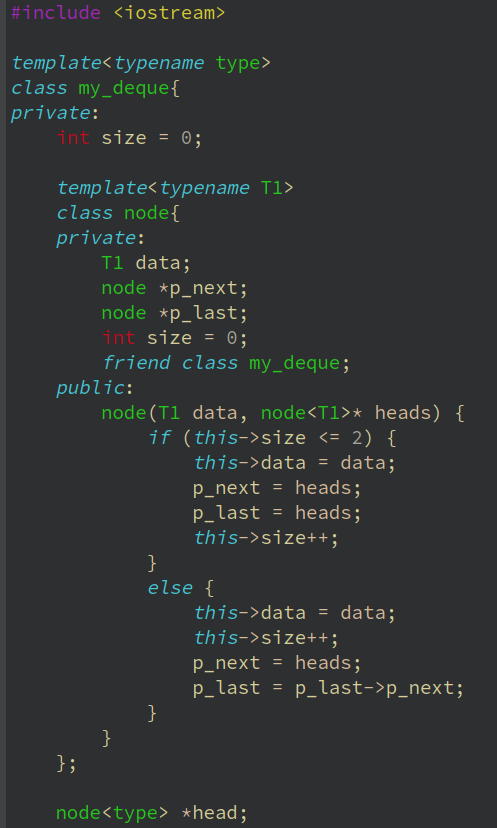 #include <iostream>

template<typename type>
class my_deque{
private:
    int size = 0;

    template<typename T1>
    class node{
    private:
        T1 data;
        node *p_next;
        node *p_last;
        int size = 0;
        friend class my_deque;
    public:
        node(T1 data, node<T1>* heads) {
            if (this->size <= 2) {
                this->data = data;
                p_next = heads;
                p_last = heads;
                this->size++;
            }
            else {
                this->data = data;
                this->size++;
                p_next = heads;
                p_last = p_last->p_next;
            }
        }
    };

    node<type> *head;